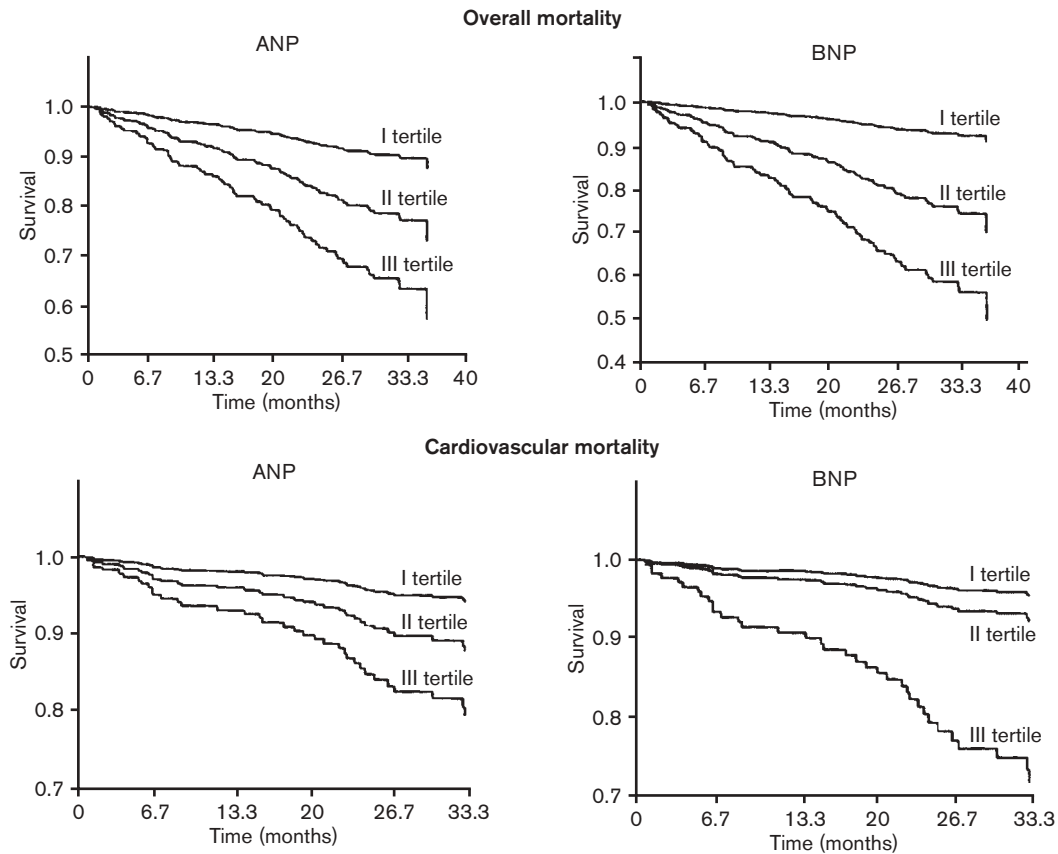 Overall mortality
ANP
1.0
0.9
0.8
0.7
0.6
0.5
Survival
I tertile
II tertile
III tertile
0 6.7 13.3 20 26.7 33.3 40
Time (months)
BNP
1.0
0.9
0.8
0.7
0.6
0.5
0.4
Survival
I tertile
II tertile
III tertile
0 6.7 13.3 20 26.7 33.3 40
Time (months)
Cardiovascular mortality
ANP
1.0
0.9
0.8
0.7
Survival
I tertile
II tertile
III tertile
0 6.7 13.3 20 26.7 33.3
Time (months)
BNP
1.0
0.9
0.8
0.7
Survival
I tertile
II tertile
III tertile
0 6.7 13.3 20 26.7 33.3
Time (months)